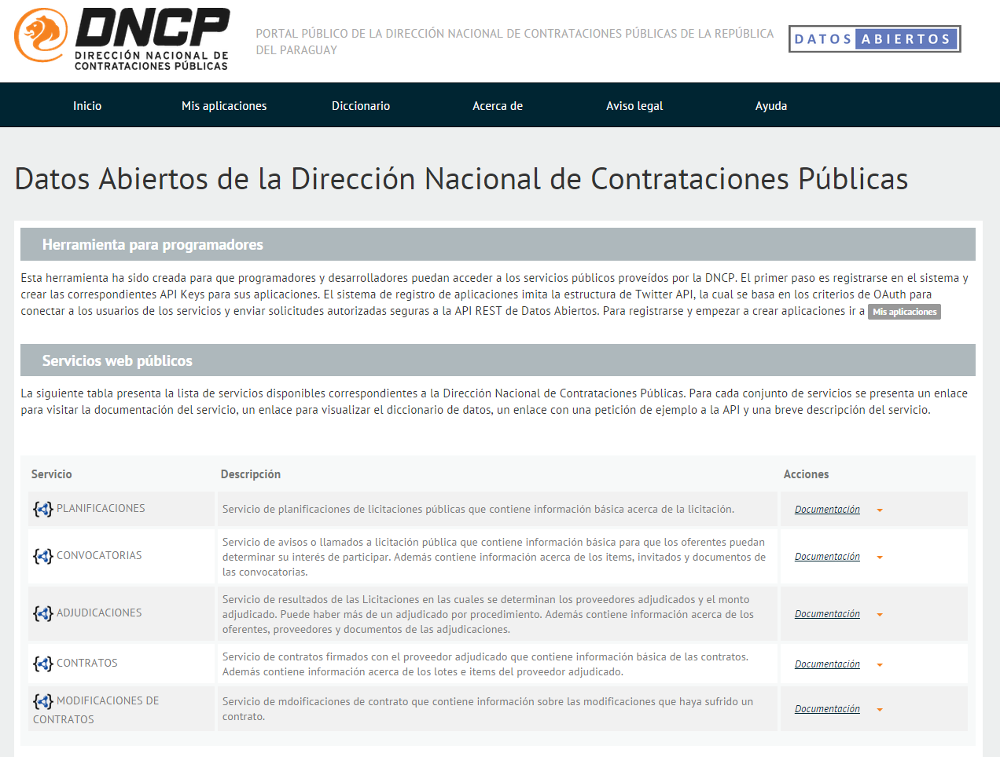 DNCP
DIRECCIÓN NACIONAL DE
CONTRATACIONES PÚBLICAS
PORTAL PÚBLICO DE LA DIRECCIÓN NACIONAL DE CONTRATACIONES PÚBLICAS DE LA REPÚBLICA
DEL PARAGUAY
DATOS ABIERTOS
Inicio Mis aplicaciones Diccionario Acerca de Aviso legal Ayuda
Datos Abiertos de la Dirección Nacional de Contrataciones Públicas
Herramienta para programadores
Esta herramienta ha sido creada para que programadores y desarrolladores puedan acceder a los servicios públicos proveídos por la DNCP. El primer paso es registrarse en el sistema y
crear las correspondientes API Keys para sus aplicaciones. El sistema de registro de aplicaciones imita la estructura de Twitter API, la cual se basa en los criterios de OAuth para
conectar a los usuarios de los servicios y enviar solicitudes autorizadas seguras a la API REST de Datos Abiertos. Para registrarse y empezar a crear aplicaciones ir a Mis aplicaciones
Servicios web públicos
La siguiente tabla presenta la lista de servicios disponibles correspondientes a la Dirección Nacional de Contrataciones Públicas. Para cada conjunto de servicios se presenta un enlace
para visitar la documentación del servicio, un enlace para visualizar el diccionario de datos, un enlace con una petición de ejemplo a la API y una breve descripción del servicio.
Servicio Descripción Acciones
PLANIFICACIONES
Servicio de planificaciones de licitaciones públicas que contiene información básica acerca de la licitación.
Documentación
CONVOCATORIAS
Servicio de avisos o llamados a licitación pública que contiene información básica para que los oferentes puedan
determinar su interés de participar. Además contiene información acerca de los items, invitados y documentos de
las convocatorias.
Documentación
ADJUDICACIONES
Servicio de resultados de las Licitaciones en las cuales se determinan los proveedores adjudicados y el monto
adjudicado. Puede haber más de un adjudicado por procedimiento. Además contiene información acerca de los
oferentes, proveedores y documentos de las adjudicaciones.
Documentación
CONTRATOS
Servicio de contratos firmados con el proveedor adjudicado que contiene información básica de las contratos.
Además contiene información acerca de los lotes e items del proveedor adjudicado.
Documentación
MODIFICACIONES DE
CONTRATOS
Servicio de mdoificaciones de contrato que contiene información sobre las modificaciones que haya sufrido un
contrato.
Documentación